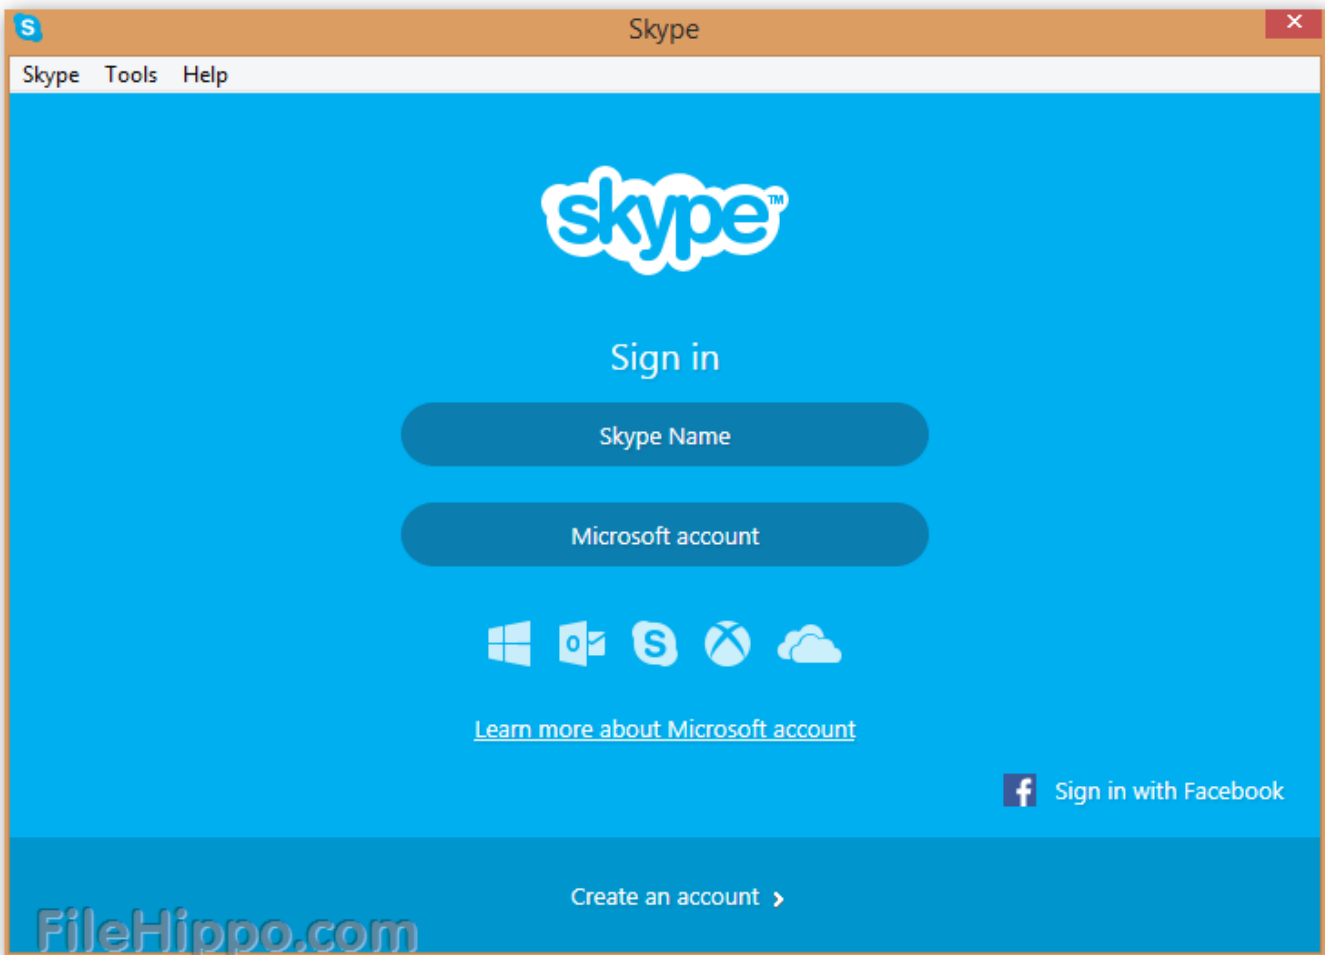 Skype
Skype Tools Help
skype™
Sign in
Skype Name
Microsoft account
Learn more about Microsoft account
Sign in with Facebook
Create an account
FileHippo.com